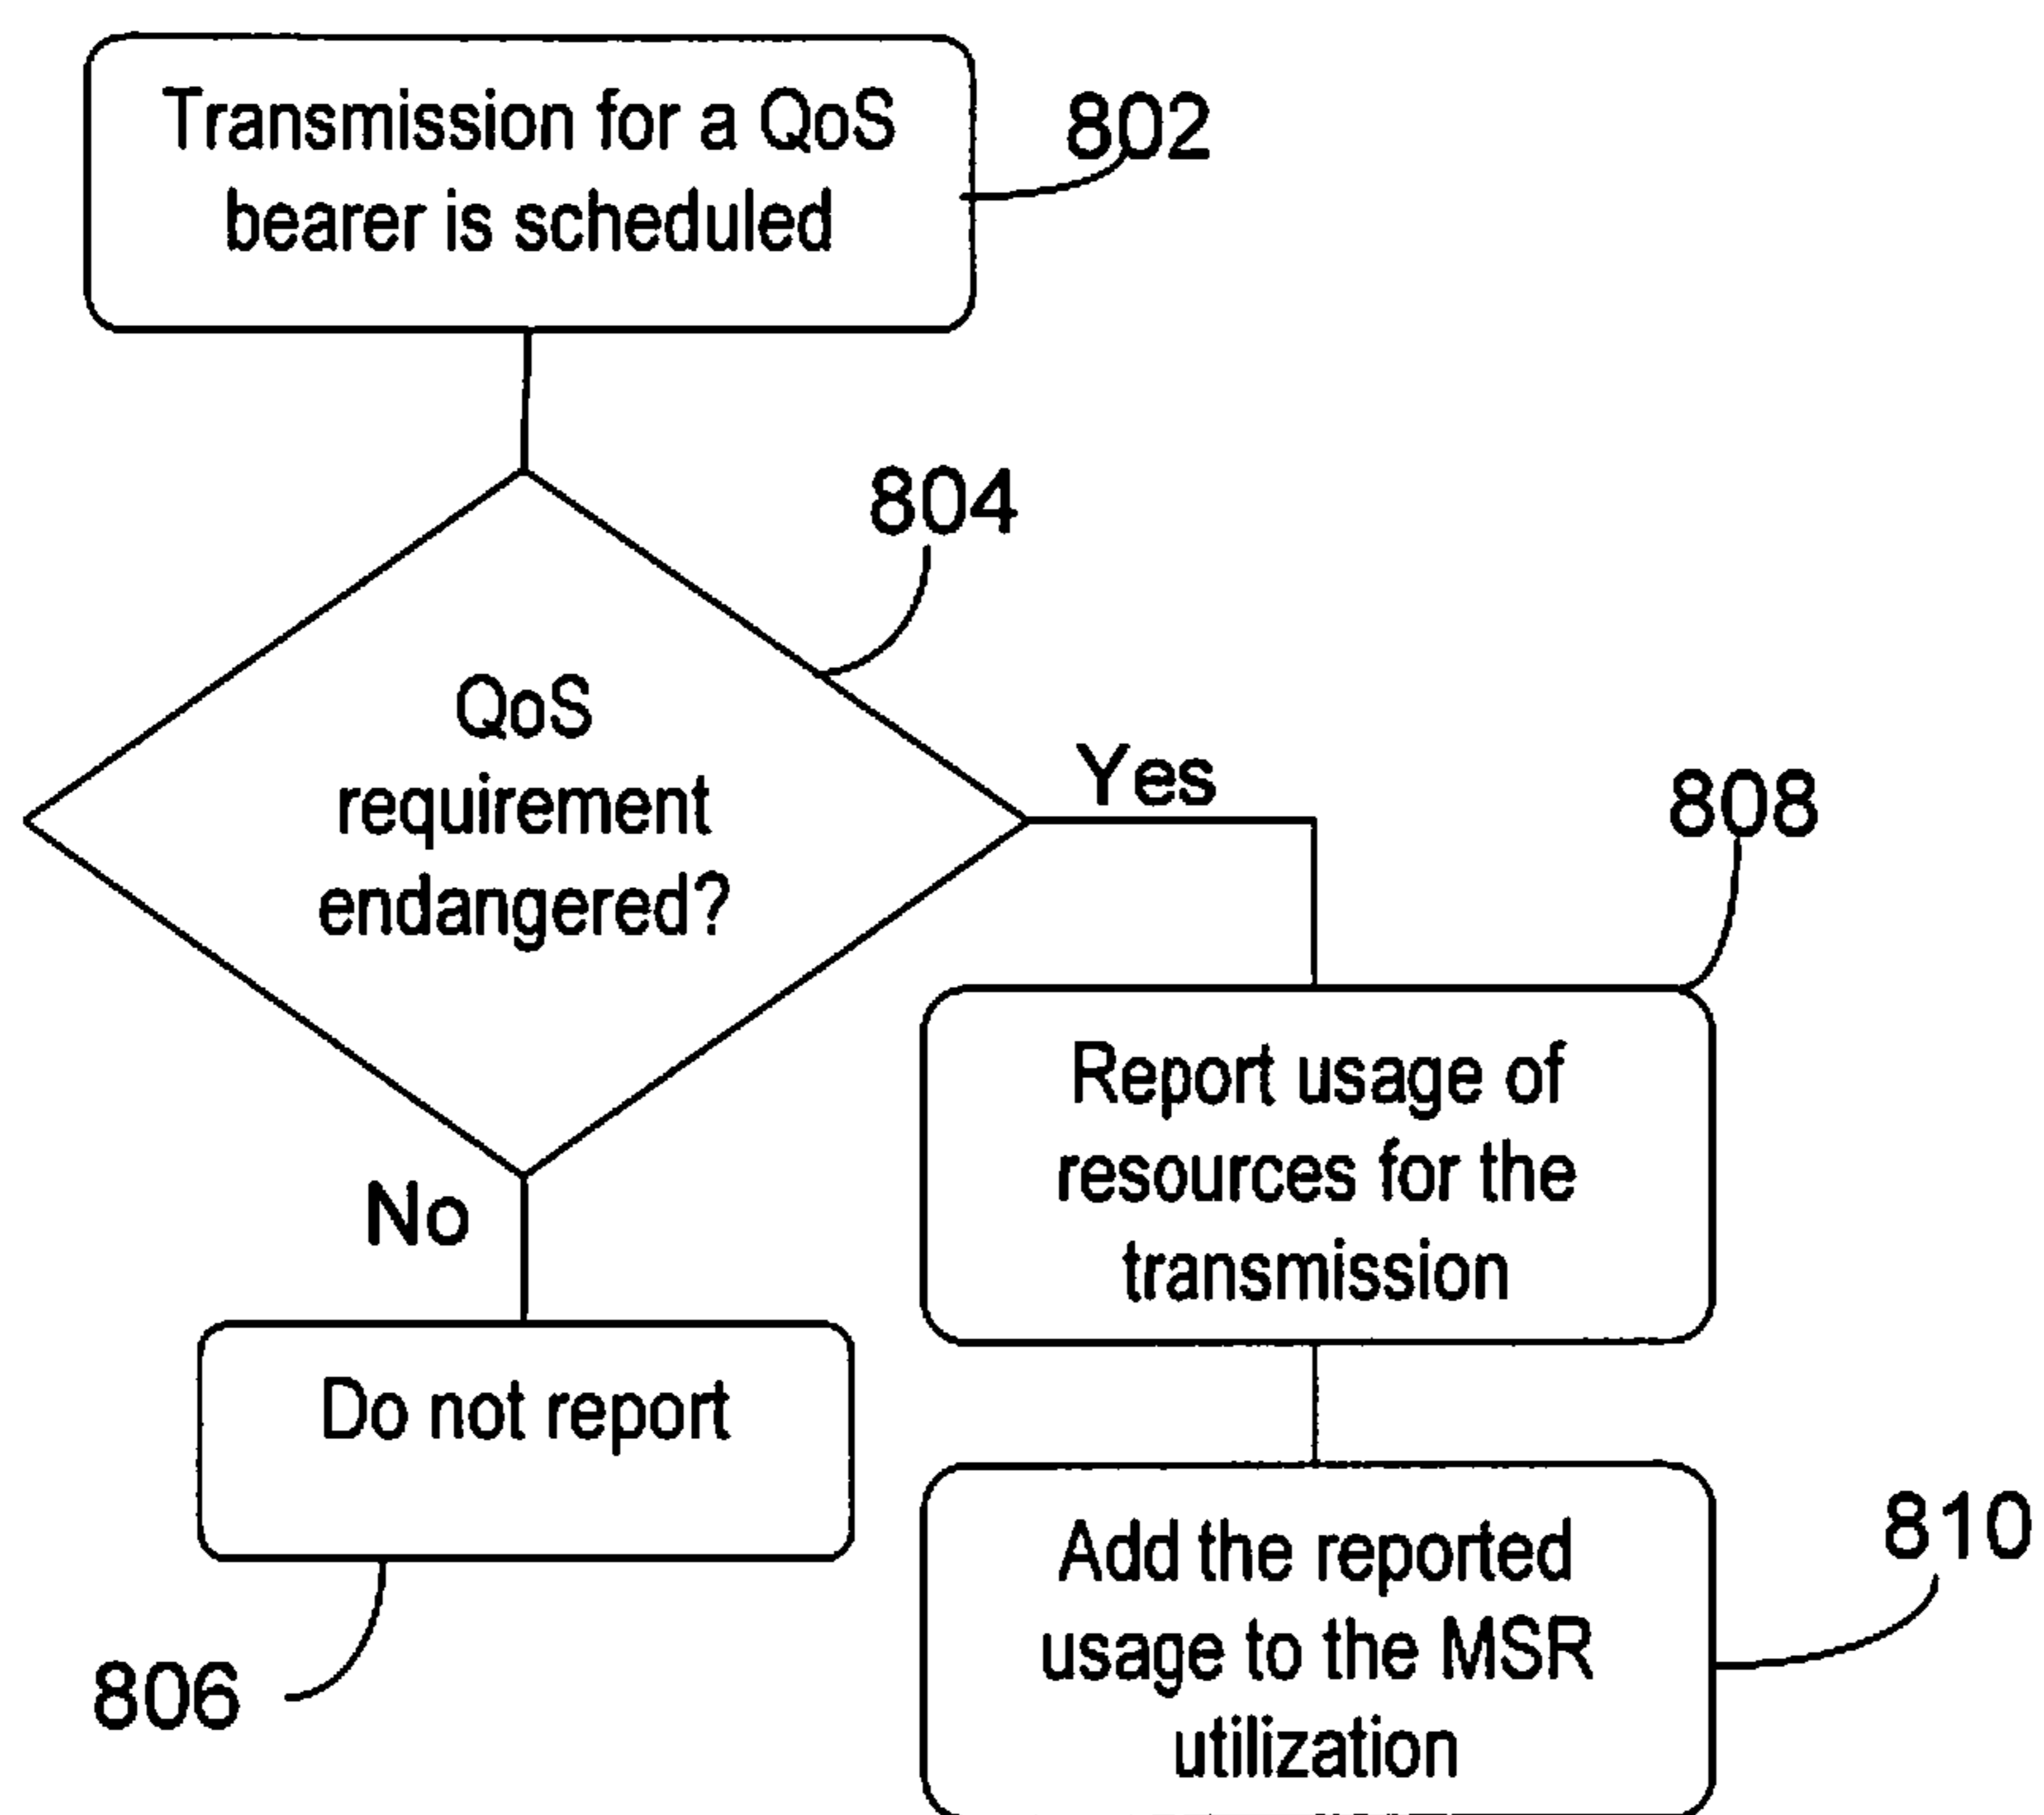 Transmission for a QoS
bearer is scheduled
802
804
QoS
requirement
endangered?
Yes
808
No
Report usage of
resources for the
transmission
Do not report
806
Add the reported
usage to the MSR
utilization
810